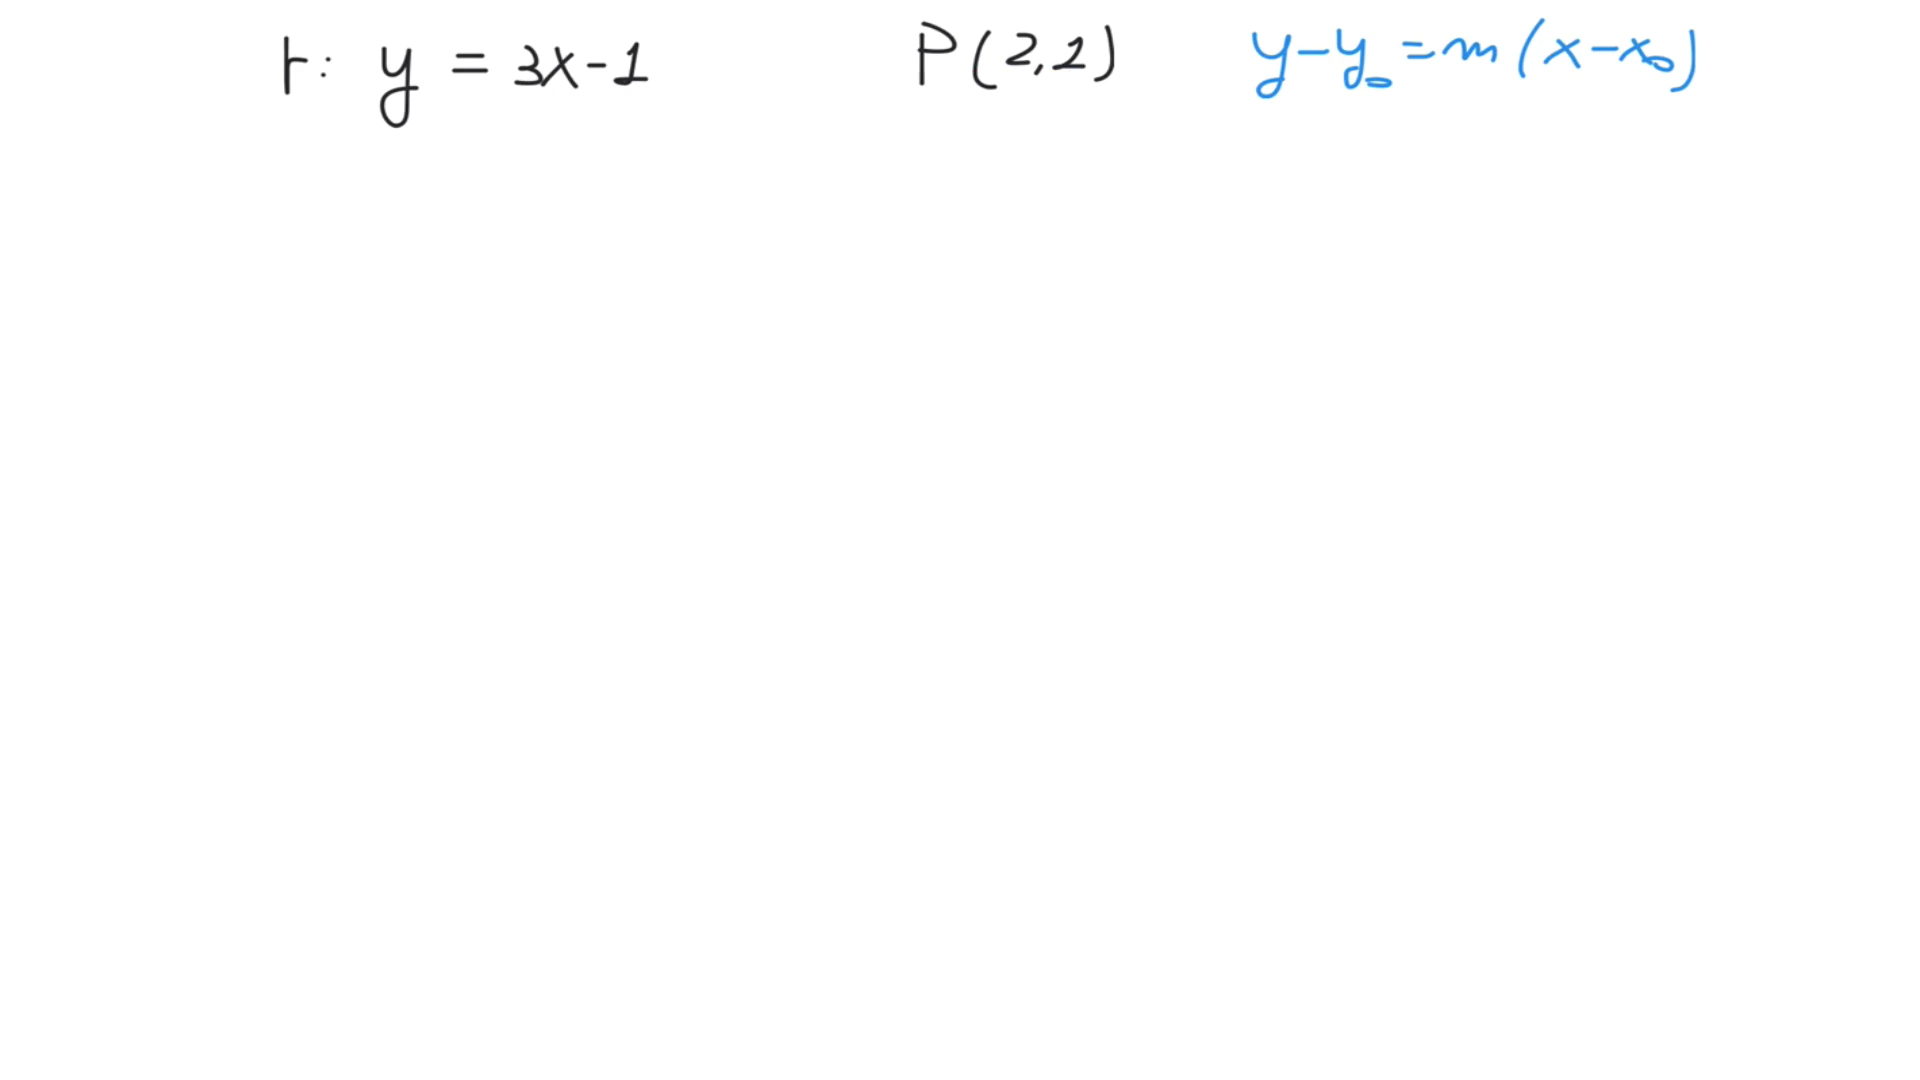 r: y = 3x-1 P(2,1) y-y₀=m(x-x₀)